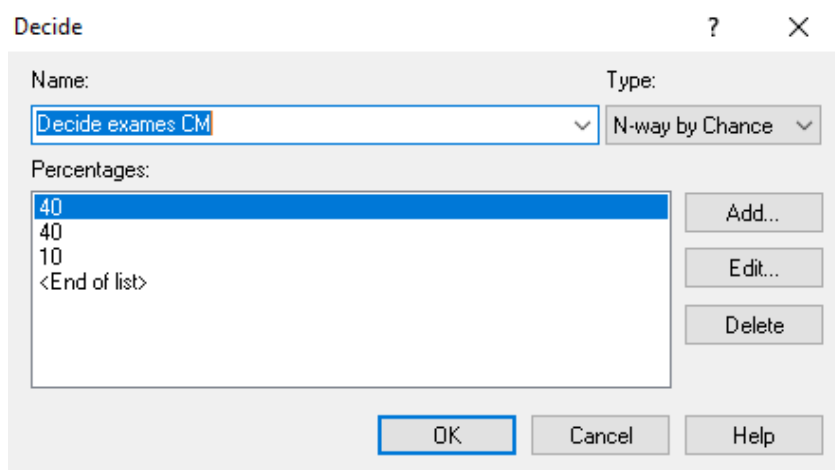 Decide ? ×
Name: Type:
Decide exames CM N-way by Chance
Percentages:
40
40
10
<End of list>
Add...
Edit...
Delete
OK Cancel Help